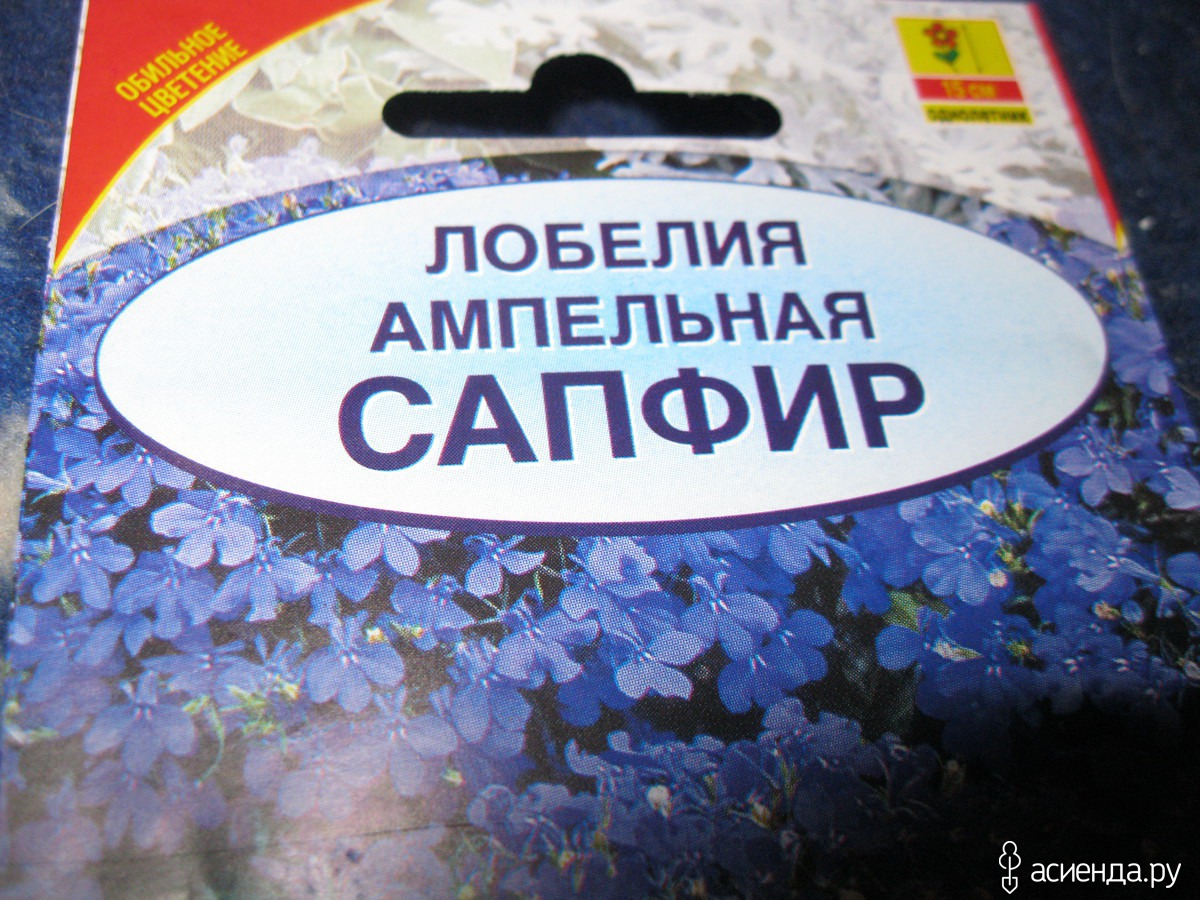 ОБИЛЬНОЕ
ЦВЕТЕНИЕ
15 см
однолетник
ЛОБЕЛИЯ
АМПЕЛЬНАЯ
САПФИР
асиенда.ру